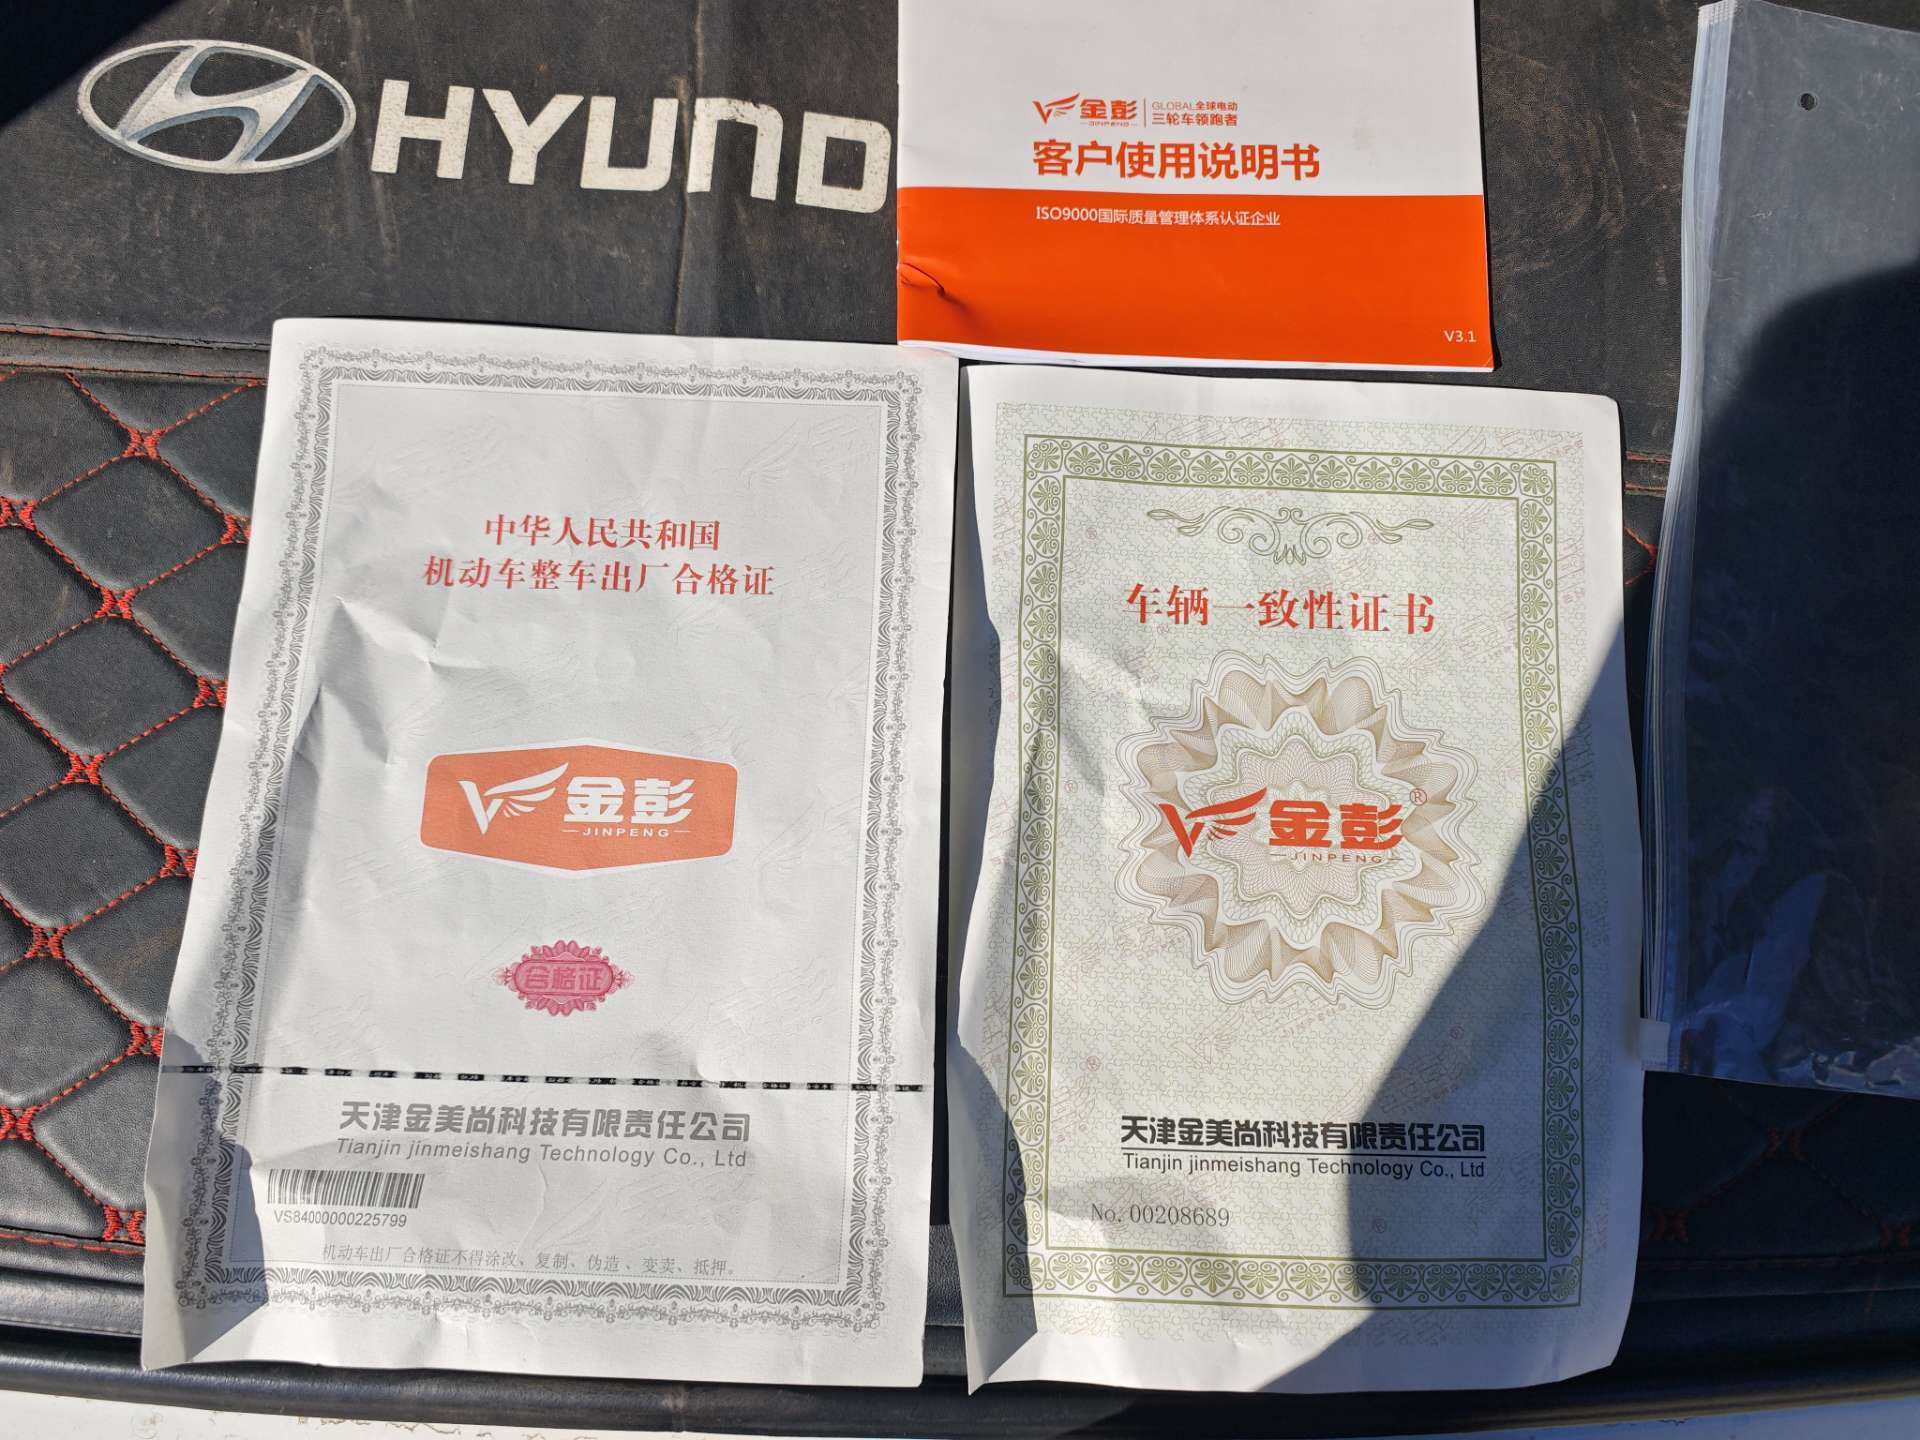 HYUND
金彭
JINPENG
GLOBAL全球电动
三轮车领跑者
客户使用说明书
ISO9000国际质量管理体系认证企业
V3.1
中华人民共和国
机动车整车出厂合格证
金彭
JINPENG
合格证
天津金美尚科技有限责任公司
Tianjin jinmeishang Technology Co., Ltd
VS84000000225799
机动车出厂合格证不得涂改、复制、伪造、变卖、抵押。
车辆一致性证书
金彭®
JINPENG
天津金美尚科技有限责任公司
Tianjin jinmeishang Technology Co., Ltd
No. 00208689